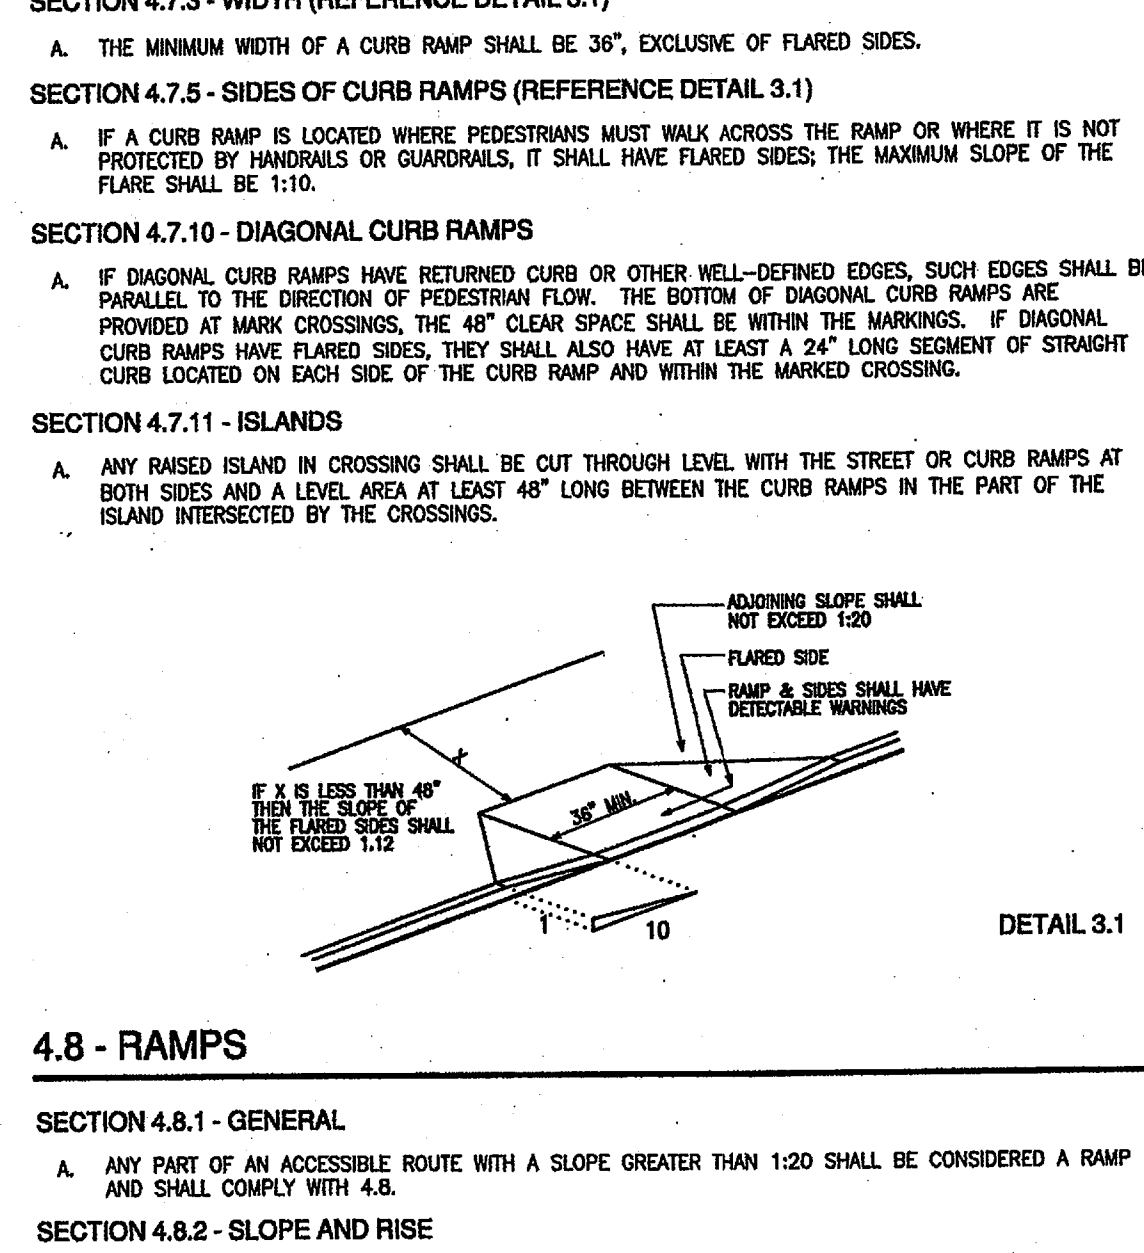 SECTION 4.7.3 - WIDTH (REFERENCE DETAIL 3.1)
A. THE MINIMUM WIDTH OF A CURB RAMP SHALL BE 36", EXCLUSIVE OF FLARED SIDES.
SECTION 4.7.5 - SIDES OF CURB RAMPS (REFERENCE DETAIL 3.1)
A. IF A CURB RAMP IS LOCATED WHERE PEDESTRIANS MUST WALK ACROSS THE RAMP OR WHERE IT IS NOT
PROTECTED BY HANDRAILS OR GUARDRAILS, IT SHALL HAVE FLARED SIDES; THE MAXIMUM SLOPE OF THE
FLARE SHALL BE 1:10.
SECTION 4.7.10 - DIAGONAL CURB RAMPS
A. IF DIAGONAL CURB RAMPS HAVE RETURNED CURB OR OTHER WELL-DEFINED EDGES, SUCH EDGES SHALL BE
PARALLEL TO THE DIRECTION OF PEDESTRIAN FLOW. THE BOTTOM OF DIAGONAL CURB RAMPS ARE
PROVIDED AT MARK CROSSINGS, THE 48" CLEAR SPACE SHALL BE WITHIN THE MARKINGS. IF DIAGONAL
CURB RAMPS HAVE FLARED SIDES, THEY SHALL ALSO HAVE AT LEAST A 24" LONG SEGMENT OF STRAIGHT
CURB LOCATED ON EACH SIDE OF THE CURB RAMP AND WITHIN THE MARKED CROSSING.
SECTION 4.7.11 - ISLANDS
A. ANY RAISED ISLAND IN CROSSING SHALL BE CUT THROUGH LEVEL WITH THE STREET OR CURB RAMPS AT
BOTH SIDES AND A LEVEL AREA AT LEAST 48" LONG BETWEEN THE CURB RAMPS IN THE PART OF THE
ISLAND INTERSECTED BY THE CROSSINGS.
ADJOINING SLOPE SHALL
NOT EXCEED 1:20
FLARED SIDE
RAMP & SIDES SHALL HAVE
DETECTABLE WARNINGS
X
IF X IS LESS THAN 48"
THEN THE SLOPE OF
THE FLARED SIDES SHALL
NOT EXCEED 1.12
36" MIN.
1
10
DETAIL 3.1
4.8 - RAMPS
SECTION 4.8.1 - GENERAL
A. ANY PART OF AN ACCESSIBLE ROUTE WITH A SLOPE GREATER THAN 1:20 SHALL BE CONSIDERED A RAMP
AND SHALL COMPLY WITH 4.8.
SECTION 4.8.2 - SLOPE AND RISE